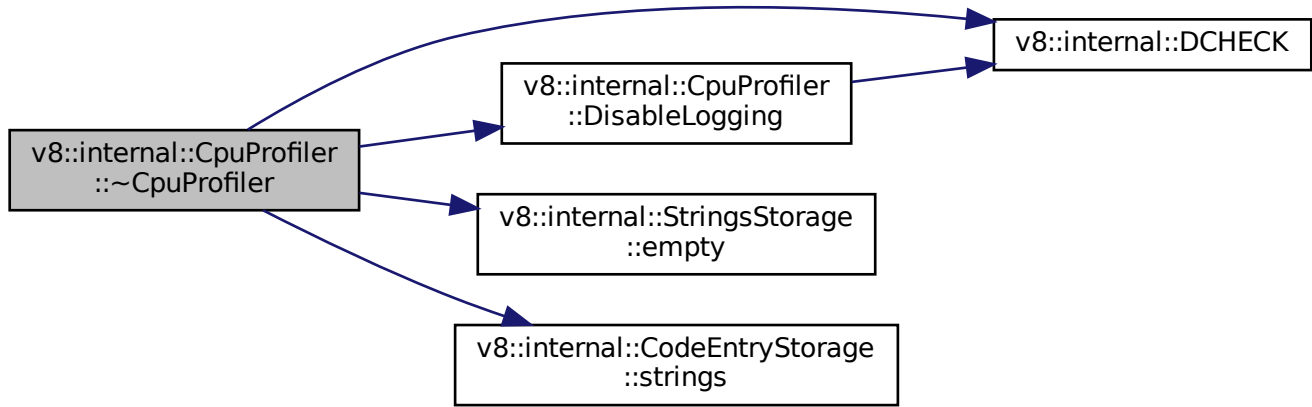 v8::internal::CpuProfiler
::~CpuProfiler
v8::internal::DCHECK
v8::internal::CpuProfiler
::DisableLogging
v8::internal::StringsStorage
::empty
v8::internal::CodeEntryStorage
::strings